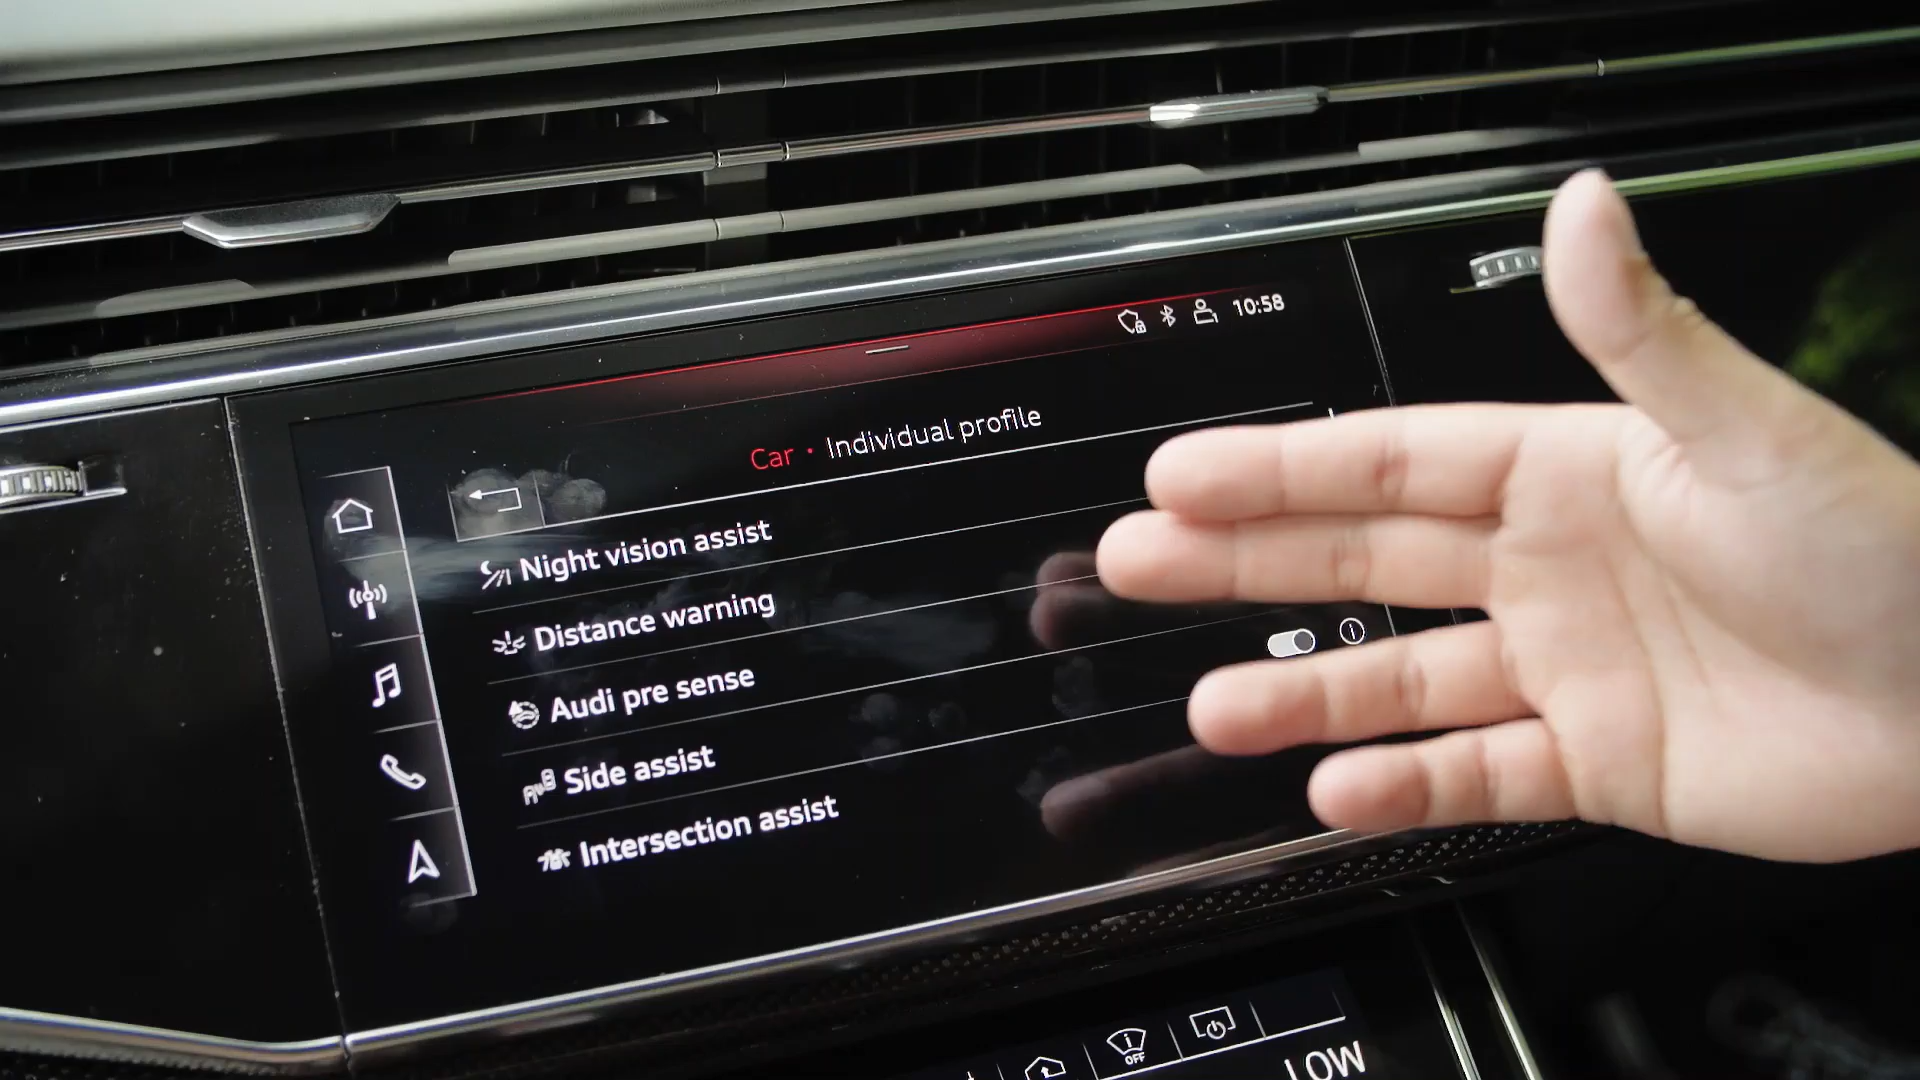 10:58
Car · Individual profile
Night vision assist
Distance warning
Audi pre sense
Side assist
Intersection assist
OFF
LOW